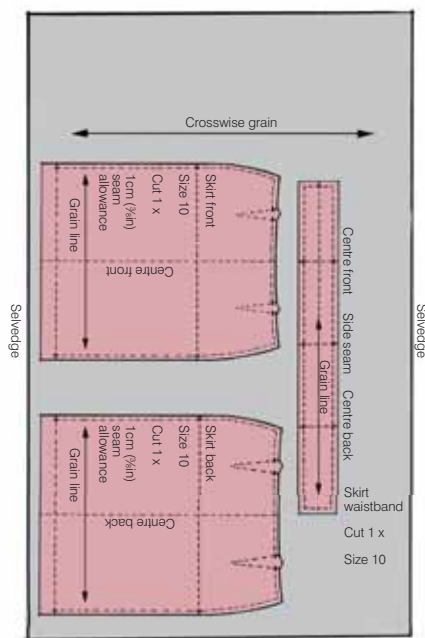 Crosswise grain
Selvedge
Selvedge
Skirt front
Size 10
Cut 1 x
1cm (⅜in)
seam
allowance
Grain line
Centre front
Skirt back
Size 10
Cut 1 x
1cm (⅜in)
seam
allowance
Grain line
Centre back
Centre front
Side seam
Centre back
Grain line
Skirt
waistband
Cut 1 x
Size 10